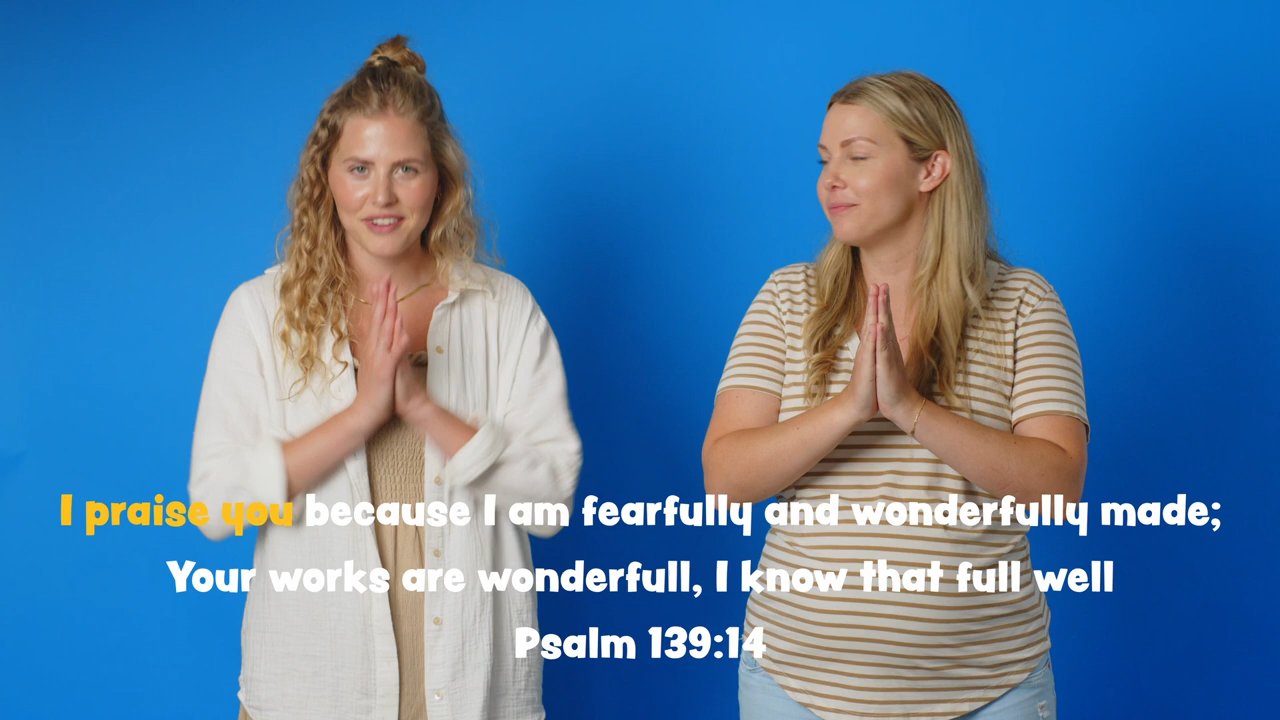 I praise you because I am fearfully and wonderfully made;
Your works are wonderfull, I know that full well
Psalm 139:14